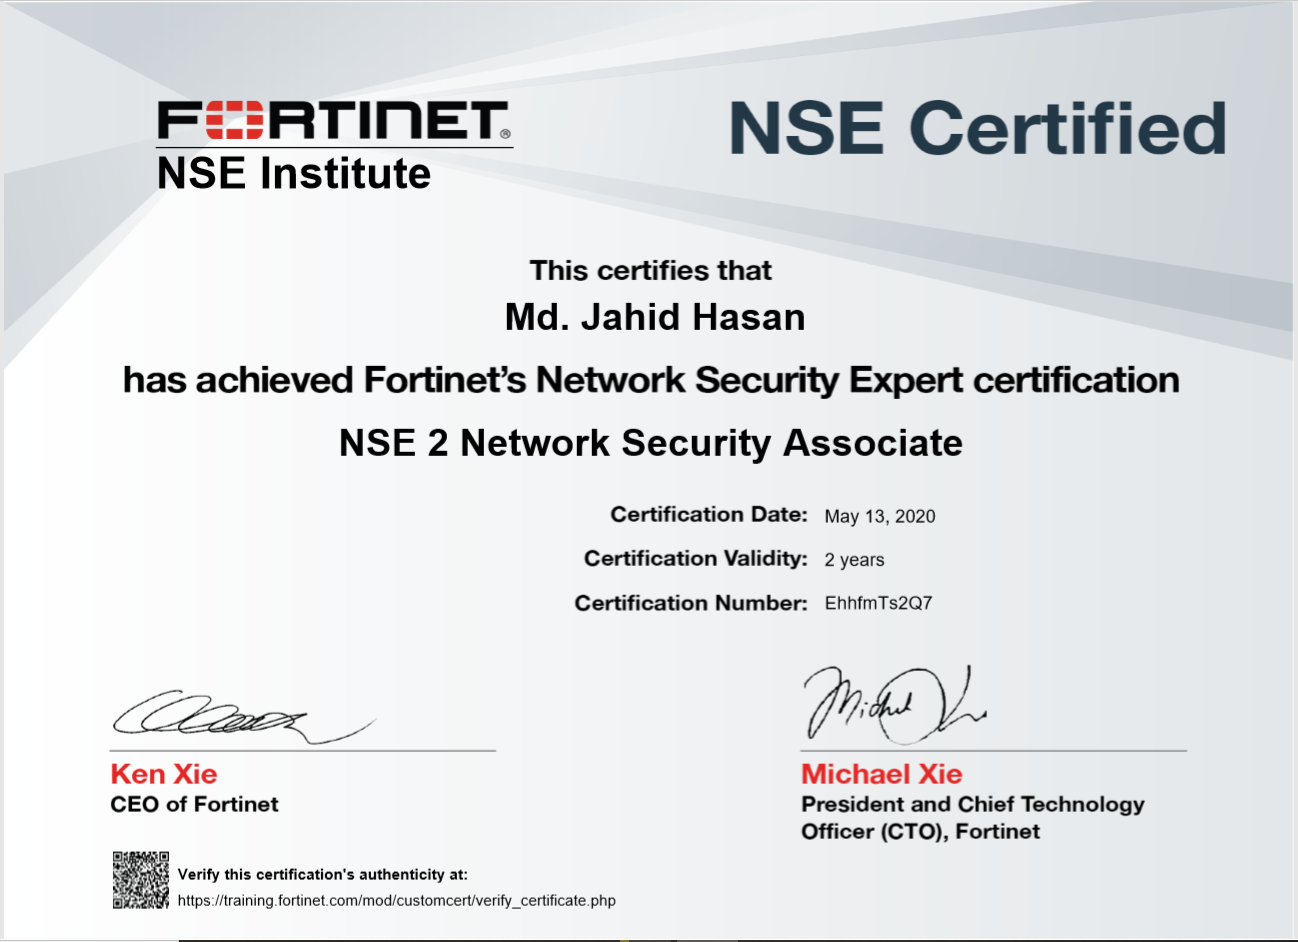 FORTINET®
NSE Institute
NSE Certified
This certifies that
Md. Jahid Hasan
has achieved Fortinet’s Network Security Expert certification
NSE 2 Network Security Associate
Certification Date: May 13, 2020
Certification Validity: 2 years
Certification Number: EhhfmTs2Q7
Ken Xie
CEO of Fortinet
Michael Xie
President and Chief Technology
Officer (CTO), Fortinet
Verify this certification's authenticity at:
https://training.fortinet.com/mod/customcert/verify_certificate.php